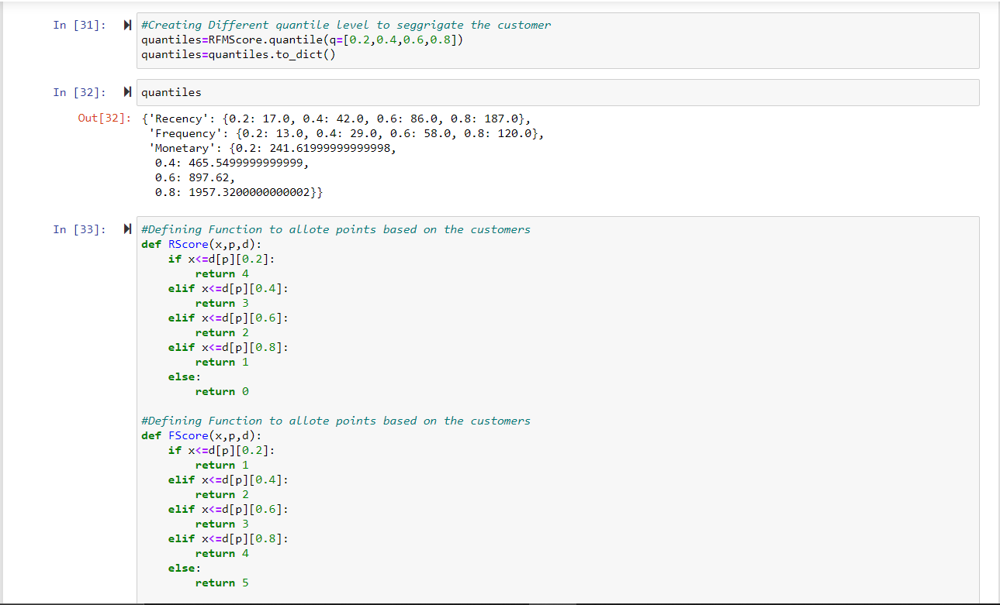 In [31]: #Creating Different quantile level to seggrigate the customer
quantiles=RFMScore.quantile(q=[0.2,0.4,0.6,0.8])
quantiles=quantiles.to_dict()
In [32]: quantiles
Out[32]: {'Recency': {0.2: 17.0, 0.4: 42.0, 0.6: 86.0, 0.8: 187.0},
 'Frequency': {0.2: 13.0, 0.4: 29.0, 0.6: 58.0, 0.8: 120.0},
 'Monetary': {0.2: 241.61999999999998,
  0.4: 465.5499999999999,
  0.6: 897.62,
  0.8: 1957.3200000000002}}
In [33]: #Defining Function to allote points based on the customers
def RScore(x,p,d):
    if x<=d[p][0.2]:
        return 4
    elif x<=d[p][0.4]:
        return 3
    elif x<=d[p][0.6]:
        return 2
    elif x<=d[p][0.8]:
        return 1
    else:
        return 0
#Defining Function to allote points based on the customers
def FScore(x,p,d):
    if x<=d[p][0.2]:
        return 1
    elif x<=d[p][0.4]:
        return 2
    elif x<=d[p][0.6]:
        return 3
    elif x<=d[p][0.8]:
        return 4
    else:
        return 5